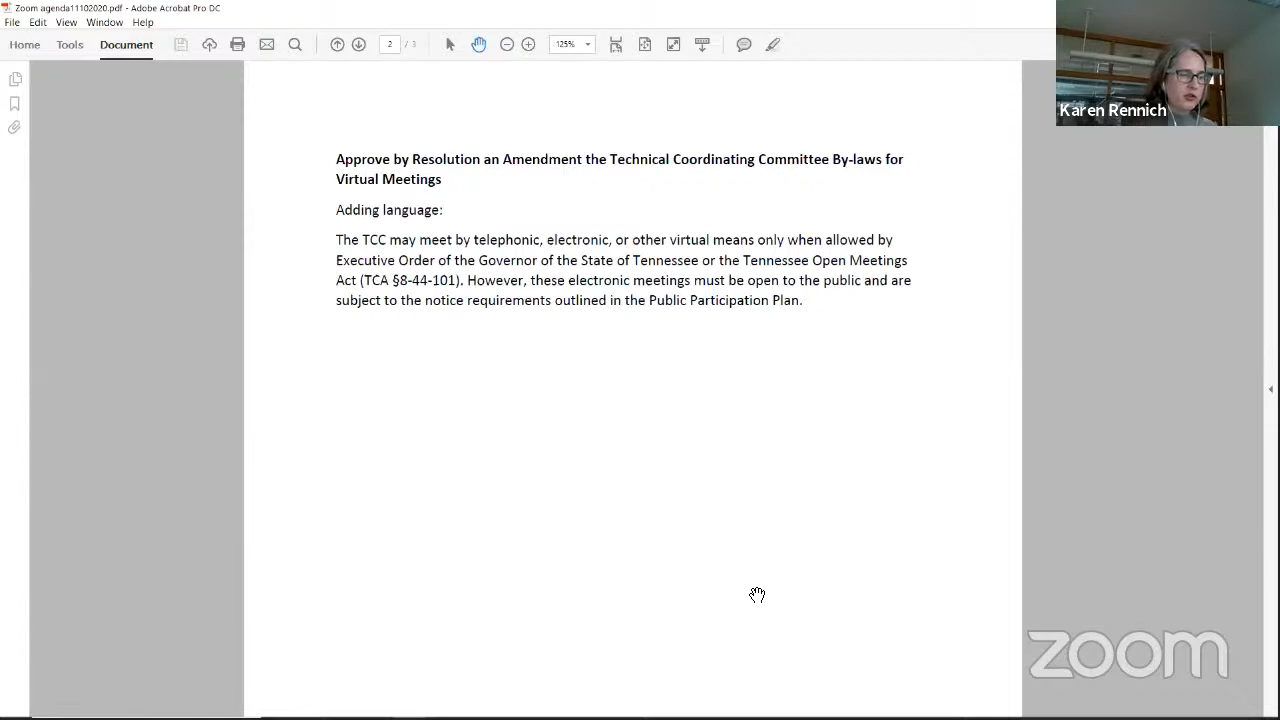 Zoom agenda11102020.pdf - Adobe Acrobat Pro DC
File Edit View Window Help
Home Tools Document
2 / 3
125%
Karen Rennich
Approve by Resolution an Amendment the Technical Coordinating Committee By-laws for
Virtual Meetings
Adding language:
The TCC may meet by telephonic, electronic, or other virtual means only when allowed by
Executive Order of the Governor of the State of Tennessee or the Tennessee Open Meetings
Act (TCA §8-44-101). However, these electronic meetings must be open to the public and are
subject to the notice requirements outlined in the Public Participation Plan.
zoom